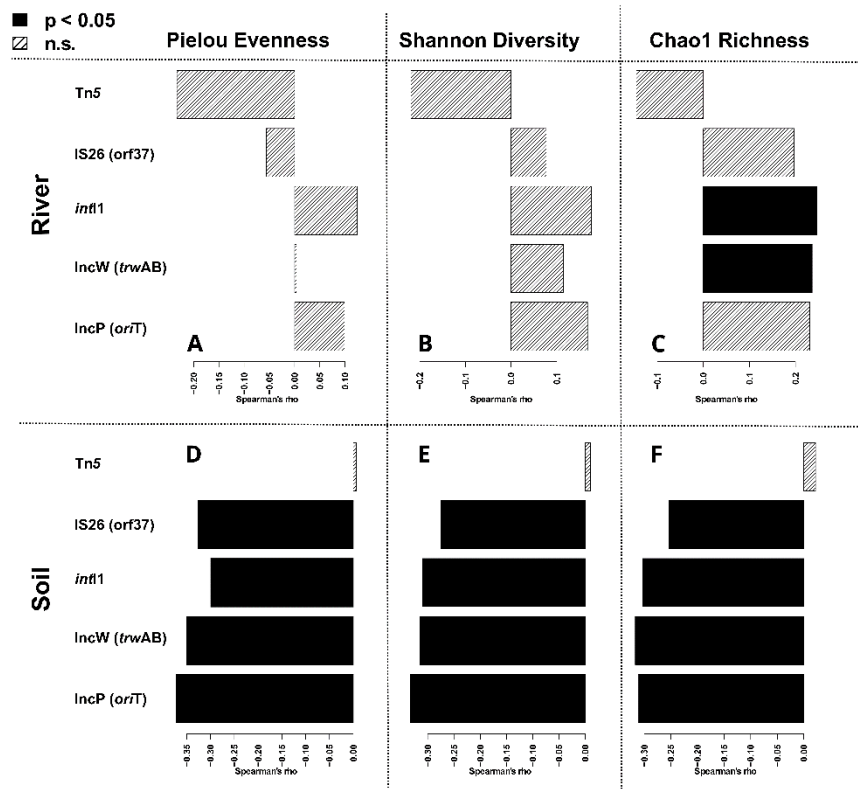 p < 0.05
n.s.
Pielou Evenness Shannon Diversity Chao1 Richness
River
Tn5
IS26 (orf37)
intI1
IncW (trwAB)
IncP (oriT)
A B C
-0.20 -0.15 -0.10 -0.05 0.00 0.05 0.10
Spearman's rho
-0.2 -0.1 0.0 0.1
Spearman's rho
-0.1 0.0 0.1 0.2
Spearman's rho
Soil
D E F
Tn5
IS26 (orf37)
intI1
IncW (trwAB)
IncP (oriT)
-0.35 -0.30 -0.25 -0.20 -0.15 -0.10 -0.05 0.00
Spearman's rho
-0.30 -0.25 -0.20 -0.15 -0.10 -0.05 0.00
Spearman's rho
-0.30 -0.25 -0.20 -0.15 -0.10 -0.05 0.00
Spearman's rho